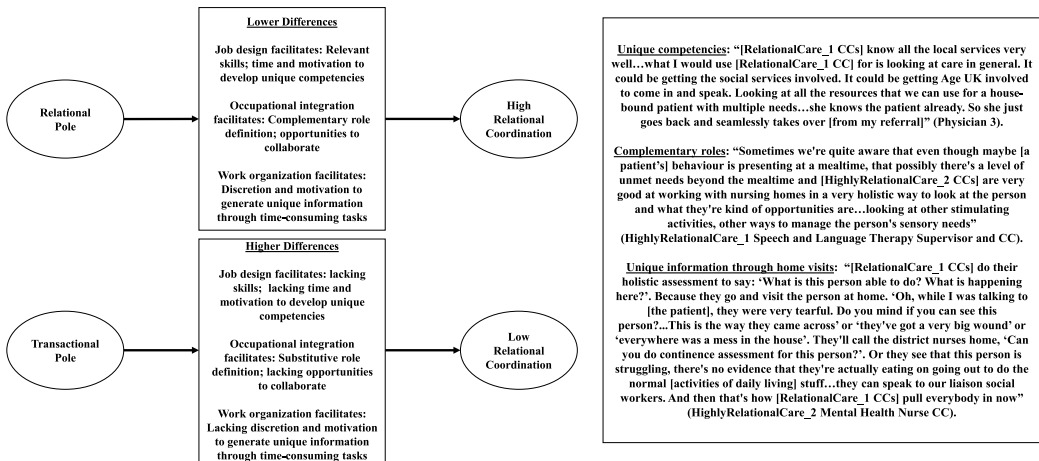 Relational
Pole
Lower Differences
Job design facilitates: Relevant
skills; time and motivation to
develop unique competencies
Occupational integration
facilitates: Complementary role
definition; opportunities to
collaborate
Work organization facilitates:
Discretion and motivation to
generate unique information
through time-consuming tasks
High
Relational
Coordination
Transactional
Pole
Higher Differences
Job design facilitates: lacking
skills; lacking time and
motivation to develop unique
competencies
Occupational integration
facilitates: Substitutive role
definition; lacking opportunities
to collaborate
Work organization facilitates:
Lacking discretion and motivation
to generate unique information
through time-consuming tasks
Low
Relational
Coordination
Unique competencies: “[RelationalCare_1 CCs] know all the local services very
well…what I would use [RelationalCare_1 CC] for is looking at care in general. It
could be getting the social services involved. It could be getting Age UK involved
to come in and speak. Looking at all the resources that we can use for a house-
bound patient with multiple needs…she knows the patient already. So she just
goes back and seamlessly takes over [from my referral]” (Physician 3).
Complementary roles: “Sometimes we're quite aware that even though maybe [a
patient’s] behaviour is presenting at a mealtime, that possibly there's a level of
unmet needs beyond the mealtime and [HighlyRelationalCare_2 CCs] are very
good at working with nursing homes in a very holistic way to look at the person
and what they're kind of opportunities are…looking at other stimulating
activities, other ways to manage the person's sensory needs”
(HighlyRelationalCare_1 Speech and Language Therapy Supervisor and CC).
Unique information through home visits: “[RelationalCare_1 CCs] do their
holistic assessment to say: ‘What is this person able to do? What is happening
here?’. Because they go and visit the person at home. ‘Oh, while I was talking to
[the patient], they were very tearful. Do you mind if you can see this
person?...This is the way they came across’ or ‘they've got a very big wound’ or
‘everywhere was a mess in the house’. They'll call the district nurses home, ‘Can
you do continence assessment for this person?’. Or they see that this person is
struggling, there's no evidence that they're actually eating on going out to do the
normal [activities of daily living] stuff…they can speak to our liaison social
workers. And then that's how [RelationalCare_1 CCs] pull everybody in now”
(HighlyRelationalCare_2 Mental Health Nurse CC).